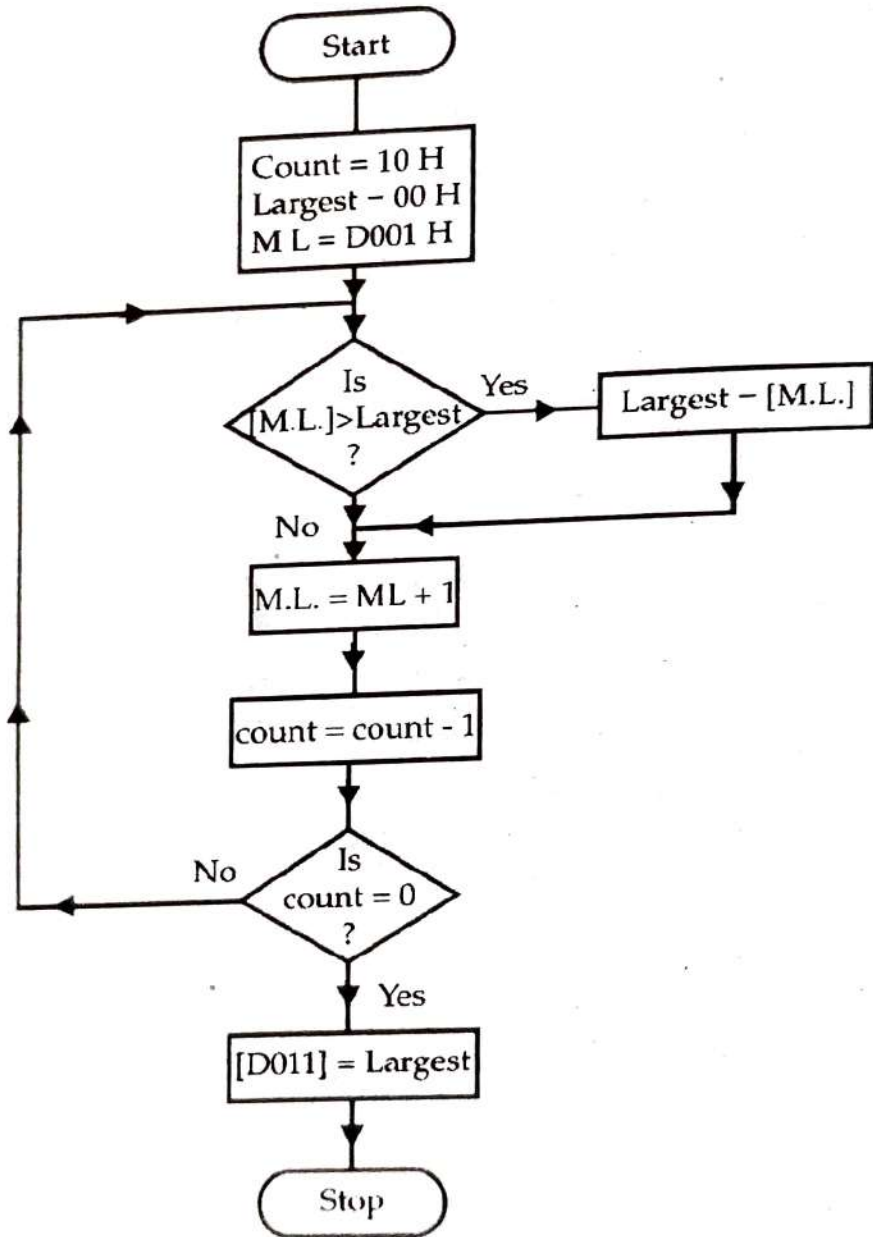 Start
Count = 10 H
Largest − 00 H
M L = D001 H
Is
[M.L.]>Largest
?
Yes
Largest − [M.L.]
No
M.L. = ML + 1
count = count - 1
Is
count = 0
?
No
Yes
[D011] = Largest
Stop